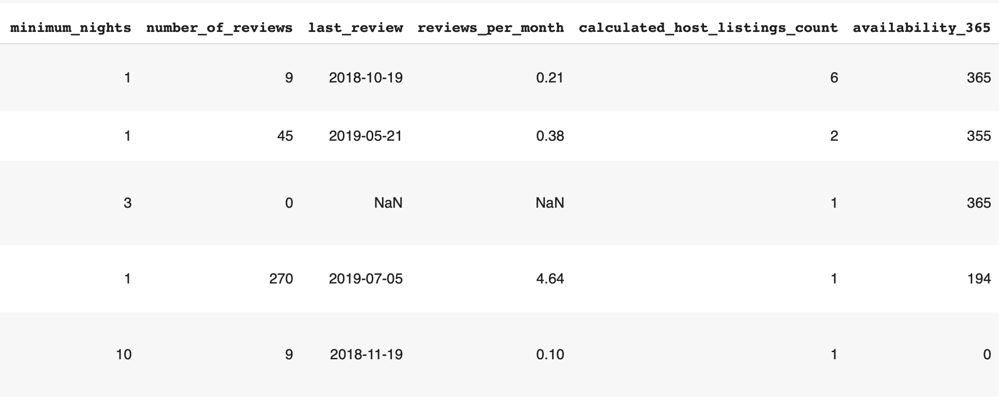 minimum_nights number_of_reviews last_review reviews_per_month calculated_host_listings_count availability_365
1 9 2018-10-19 0.21 6 365
1 45 2019-05-21 0.38 2 355
3 0 NaN NaN 1 365
1 270 2019-07-05 4.64 1 194
10 9 2018-11-19 0.10 1 0